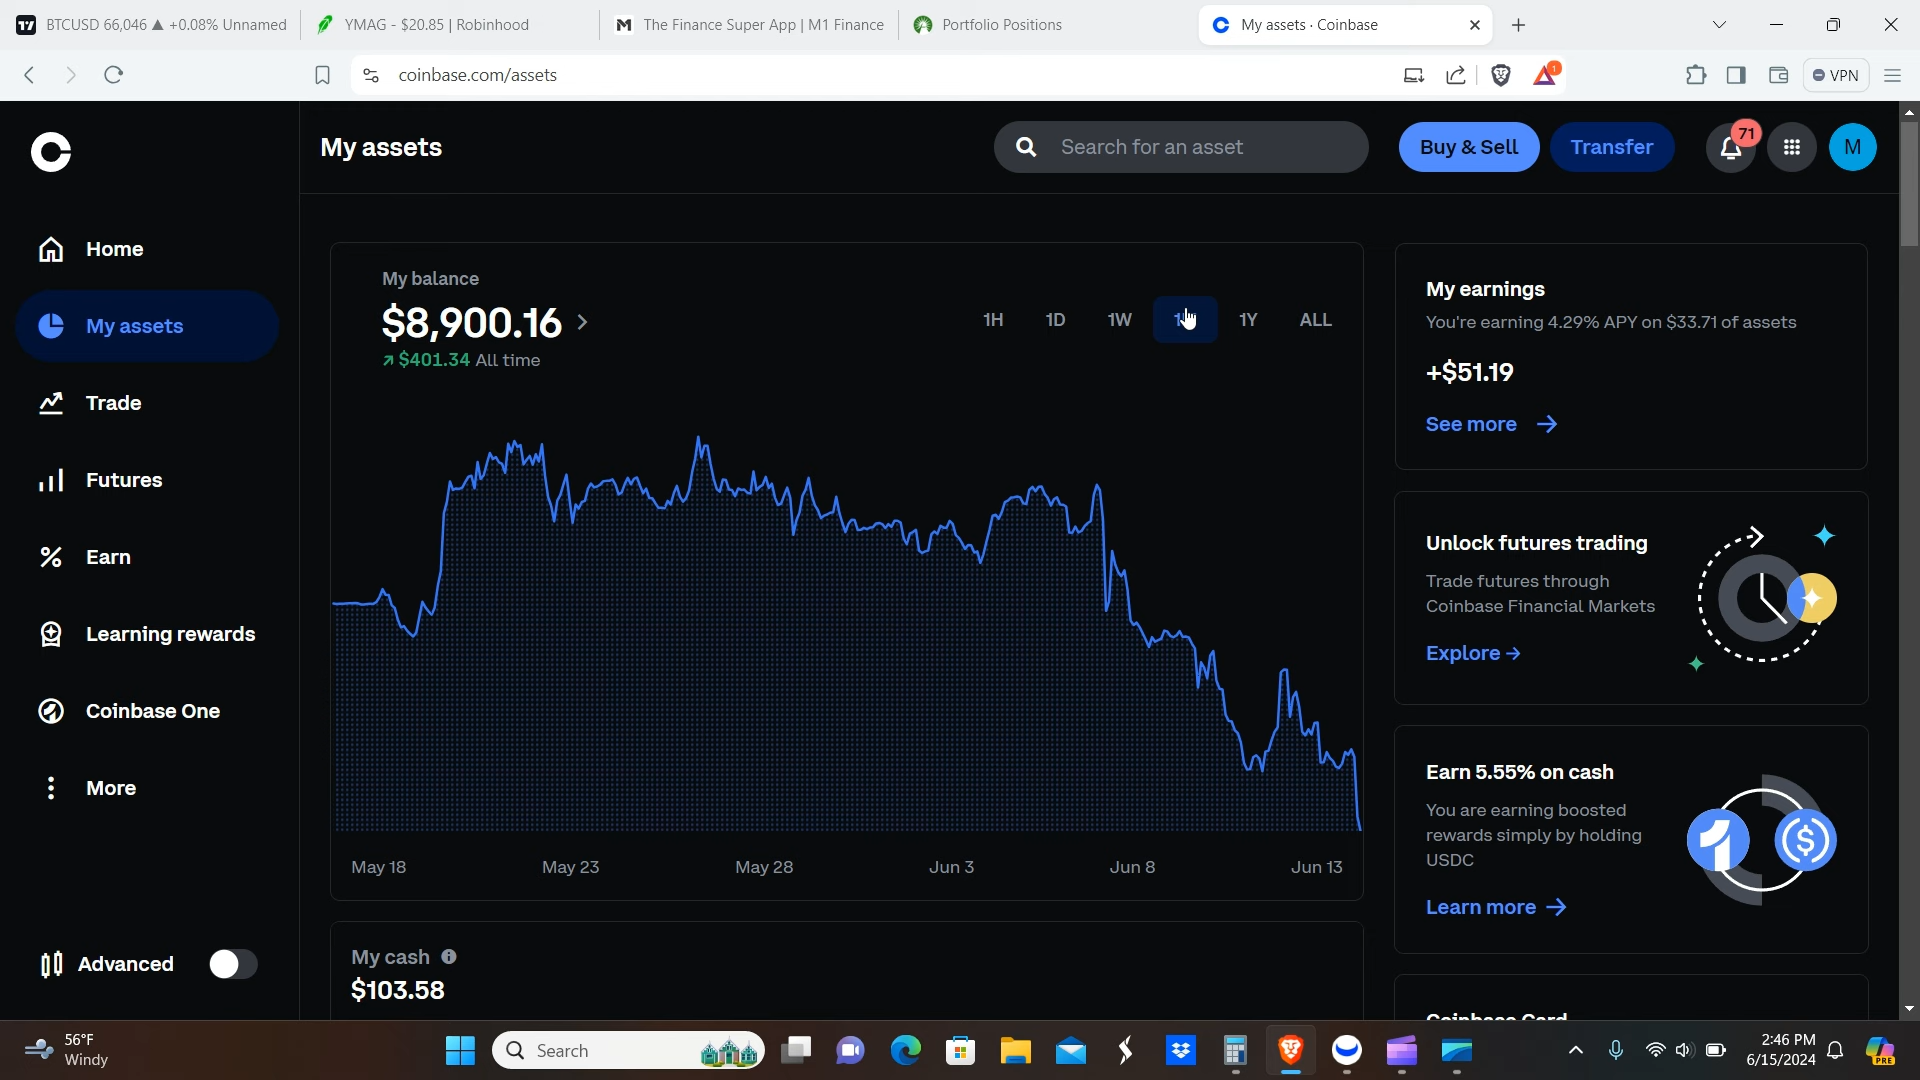 BTCUSD 66,046 ▲ +0.08% Unnamed
YMAG - $20.85 | Robinhood
The Finance Super App | M1 Finance
Portfolio Positions
My assets · Coinbase
coinbase.com/assets
1
VPN
My assets
Search for an asset
Buy & Sell
Transfer
71
M
Home
My assets
Trade
Futures
Earn
Learning rewards
Coinbase One
More
Advanced
My balance
$8,900.16
$401.34 All time
1H
1D
1W
1Y
ALL
May 18
May 23
May 28
Jun 3
Jun 8
Jun 13
My cash
$103.58
My earnings
You're earning 4.29% APY on $33.71 of assets
+$51.19
See more
Unlock futures trading
Trade futures through
Coinbase Financial Markets
Explore
Earn 5.55% on cash
You are earning boosted
rewards simply by holding
USDC
Learn more
56°F
Windy
Search
2:46 PM
6/15/2024
PRE